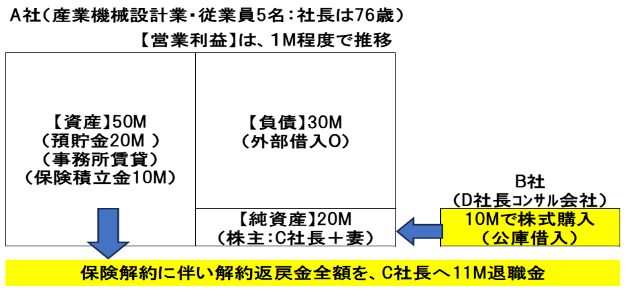 A社（産業機械設計業・従業員5名：社長は76歳）
【営業利益】は、1M程度で推移
【資産】50M
（預貯金20M ）
（事務所賃貸）
（保険積立金10M）
【負債】30M
（外部借入0）
【純資産】20M
（株主：C社長＋妻）
B社
（D社長コンサル会社）
10Mで株式購入
（公庫借入）
保険解約に伴い解約返戻金全額を、C社長へ11M退職金